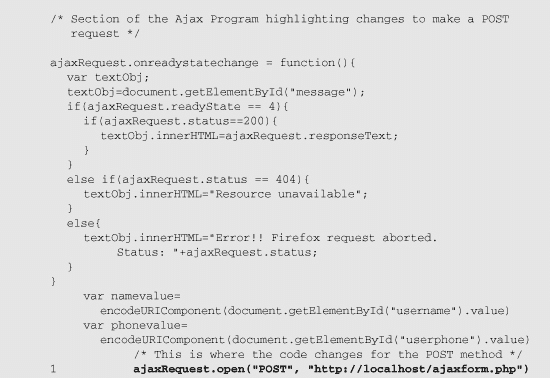 /* Section of the Ajax Program highlighting changes to make a POST
request */
ajaxRequest.onreadystatechange = function(){
var textObj;
textObj=document.getElementById("message");
if(ajaxRequest.readyState == 4){
if(ajaxRequest.status==200){
textObj.innerHTML=ajaxRequest.responseText;
}
}
else if(ajaxRequest.status == 404){
textObj.innerHTML="Resource unavailable";
}
else{
textObj.innerHTML="Error!! Firefox request aborted.
Status: "+ajaxRequest.status;
}
}
var namevalue=
encodeURIComponent(document.getElementById("username").value)
var phonevalue=
encodeURIComponent(document.getElementById("userphone").value)
/* This is where the code changes for the POST method */
1 ajaxRequest.open("POST", "http://localhost/ajaxform.php")